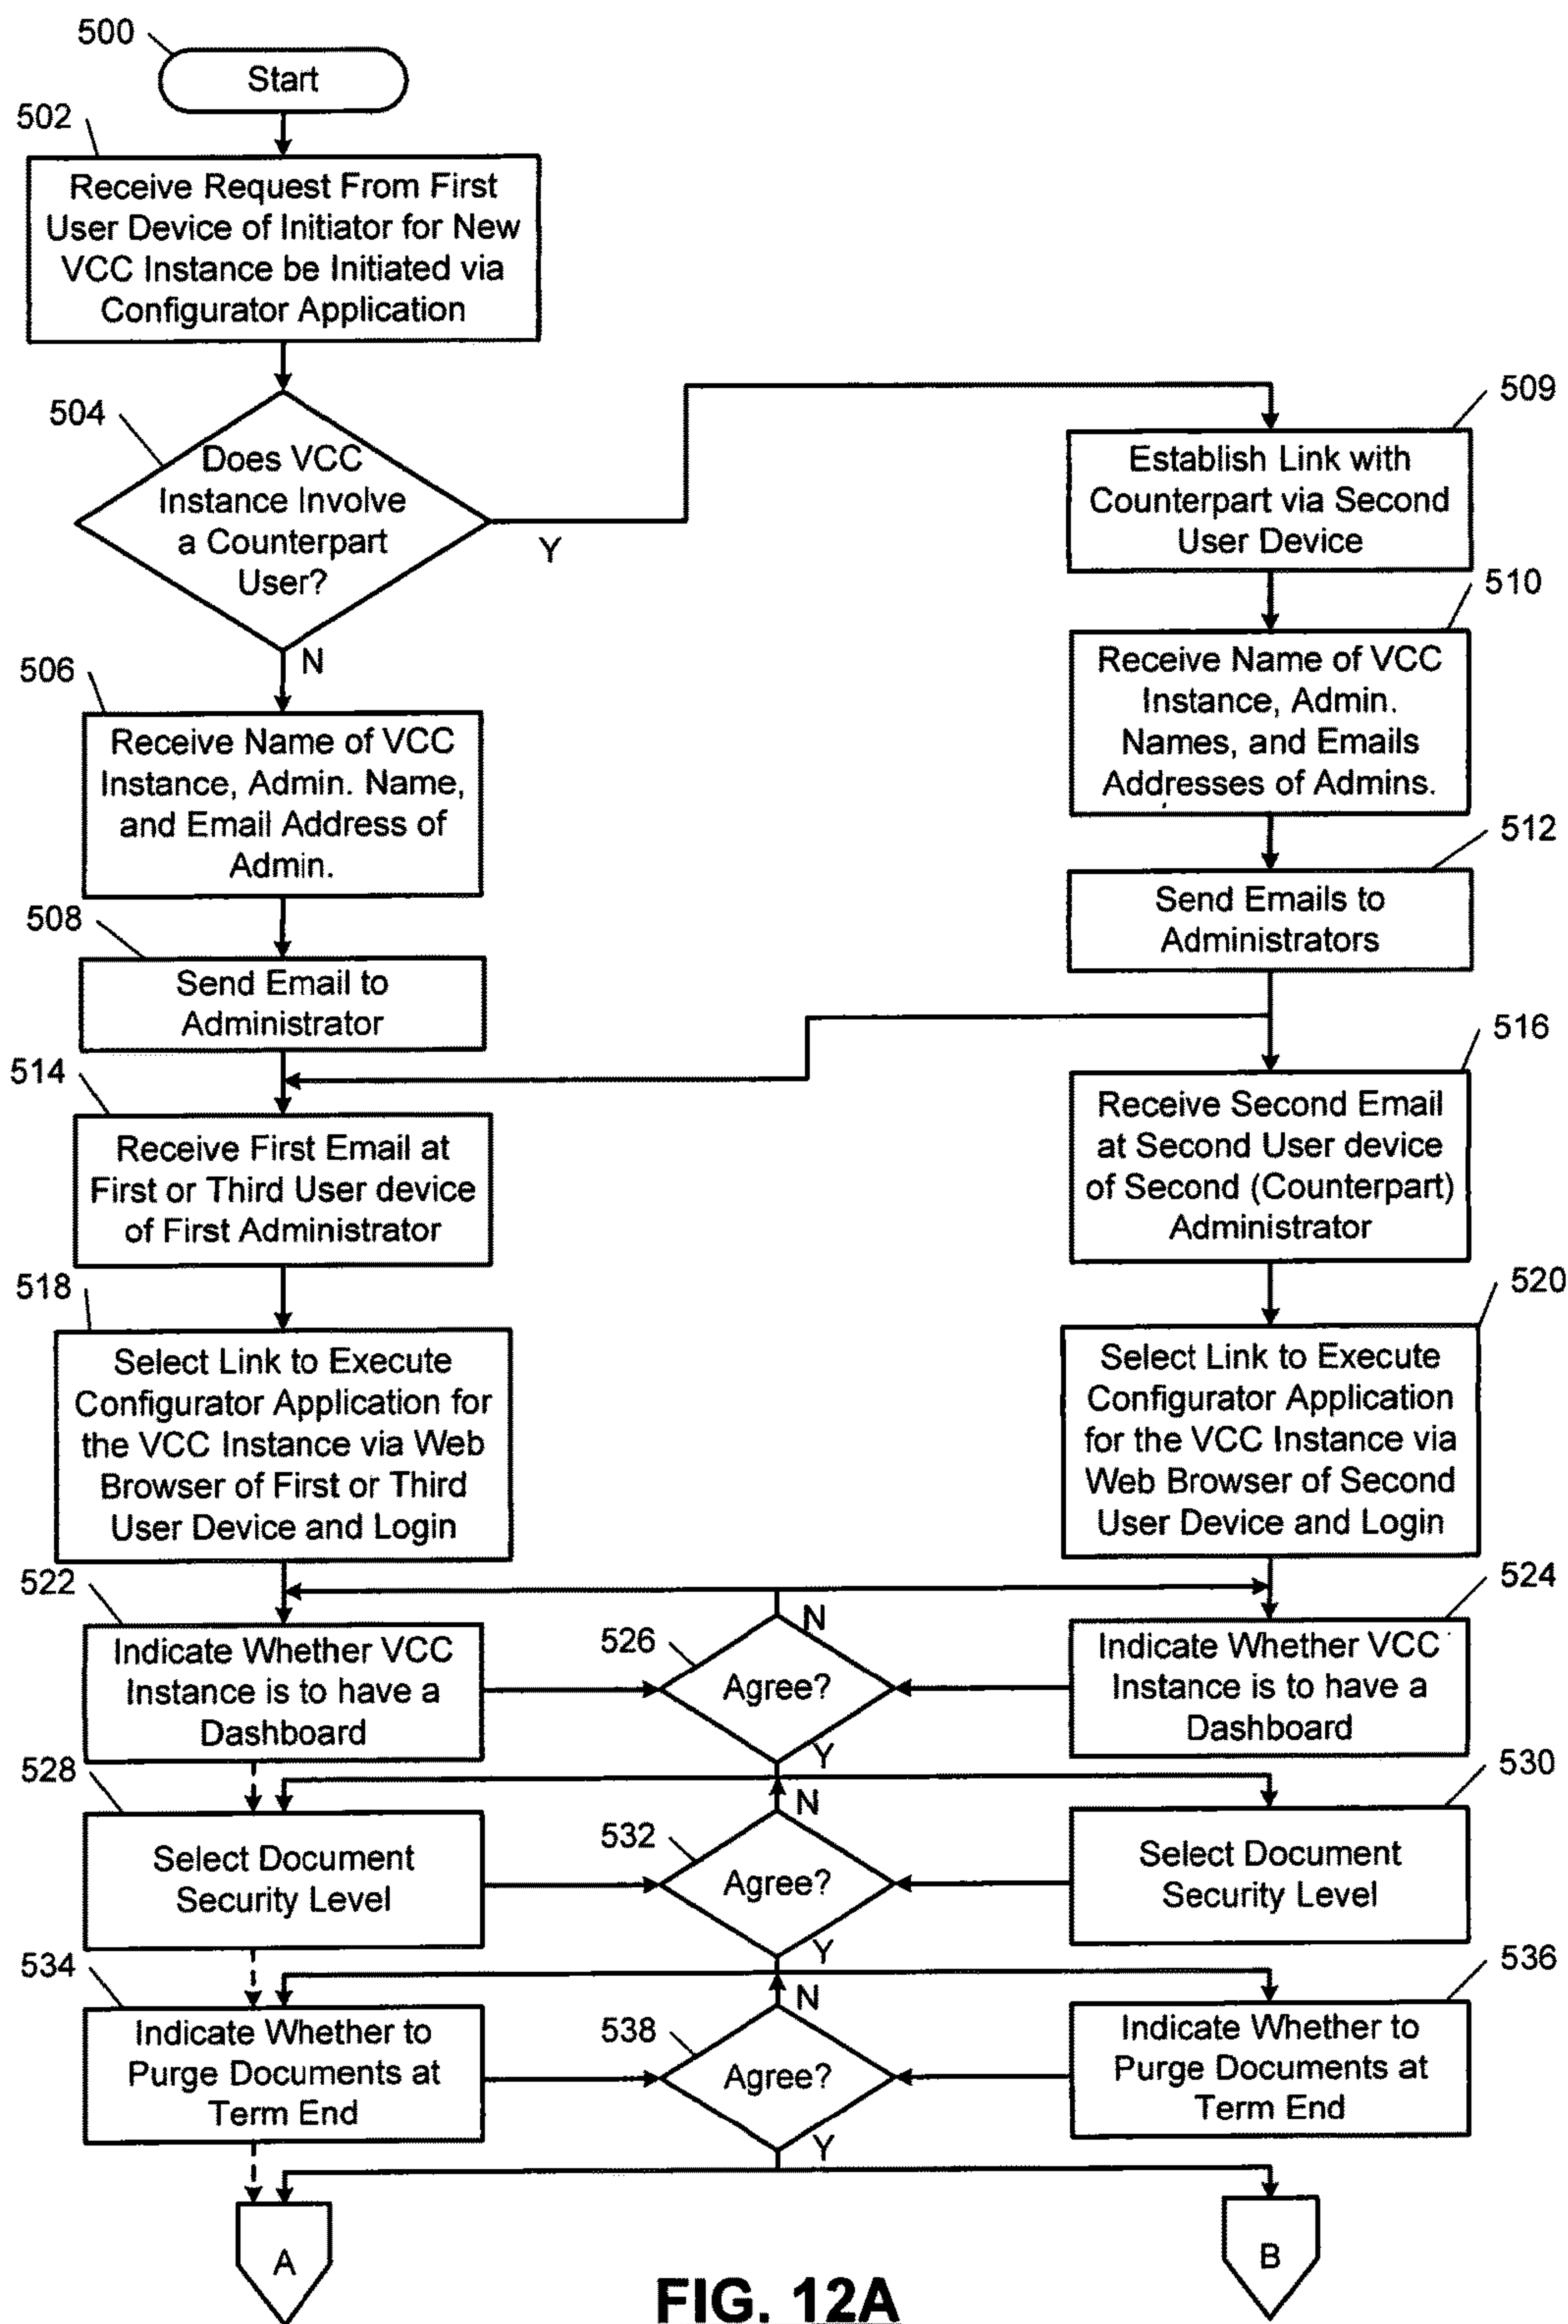 500
Start
502
Receive Request From First
User Device of Initiator for New
VCC Instance be Initiated via
Configurator Application
504
Does VCC
Instance Involve
a Counterpart
User?
Y
N
509
Establish Link with
Counterpart via Second
User Device
506
Receive Name of VCC
Instance, Admin. Name,
and Email Address of
Admin.
510
Receive Name of VCC
Instance, Admin.
Names, and Emails
Addresses of Admins.
508
Send Email to
Administrator
512
Send Emails to
Administrators
514
Receive First Email at
First or Third User device
of First Administrator
516
Receive Second Email
at Second User device
of Second (Counterpart)
Administrator
518
Select Link to Execute
Configurator Application for
the VCC Instance via Web
Browser of First or Third
User Device and Login
520
Select Link to Execute
Configurator Application
for the VCC Instance via
Web Browser of Second
User Device and Login
522
Indicate Whether VCC
Instance is to have a
Dashboard
526
N
Agree?
Y
524
Indicate Whether VCC
Instance is to have a
Dashboard
528
Select Document
Security Level
532
N
Agree?
Y
530
Select Document
Security Level
534
Indicate Whether to
Purge Documents at
Term End
538
N
Agree?
Y
536
Indicate Whether to
Purge Documents at
Term End
A
B
FIG. 12A